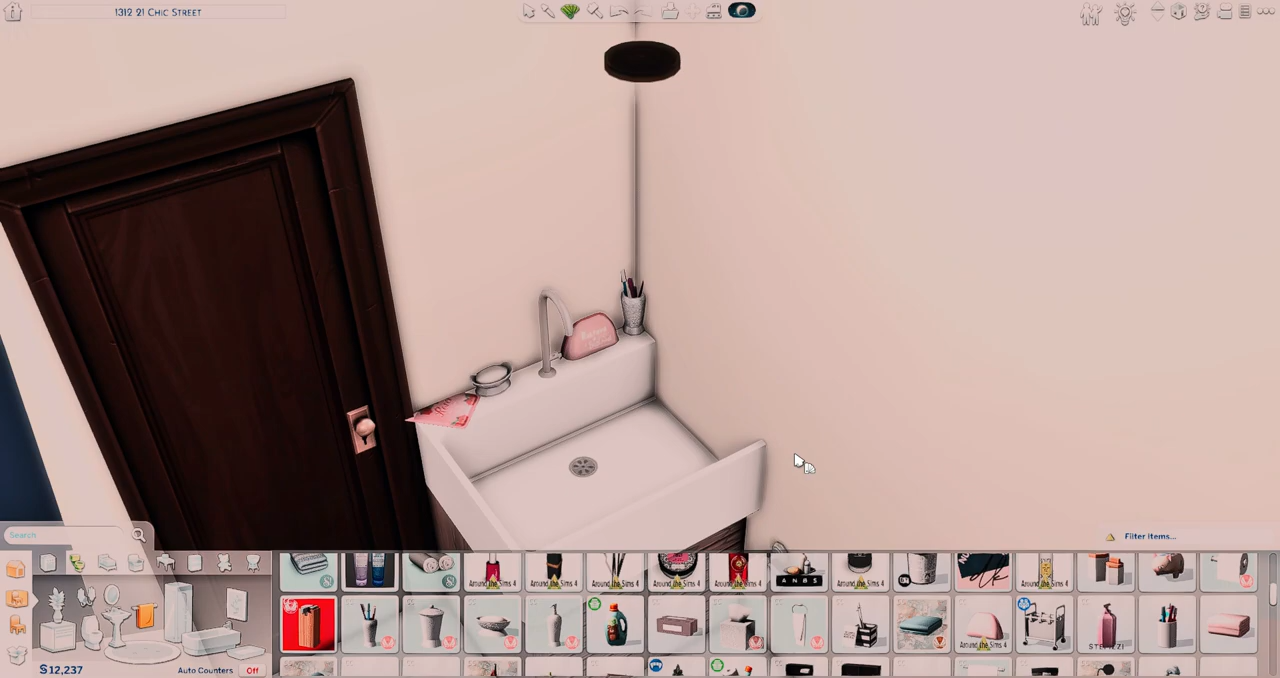 1312 21 Chic Street
Search
Filter Items...
Around the Sims 4
Around the Sims 4
Around the Sims 4
Around the Sims 4
Around the Sims 4
ANBS
Around the Sims 4
Around the Sims 4
Around the Sims 4
§12,237
Auto Counters
Off